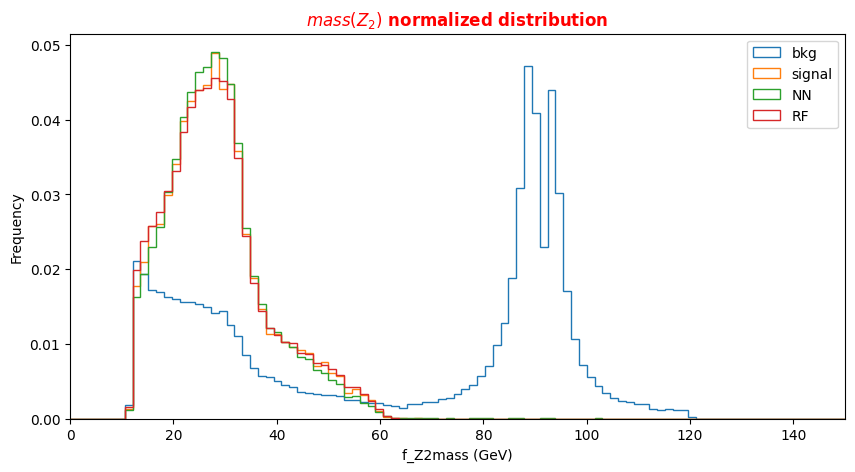 mass(Z₂) normalized distribution
bkg
signal
NN
RF
Frequency
0.05
0.04
0.03
0.02
0.01
0.00
0 20 40 60 80 100 120 140
f_Z2mass (GeV)